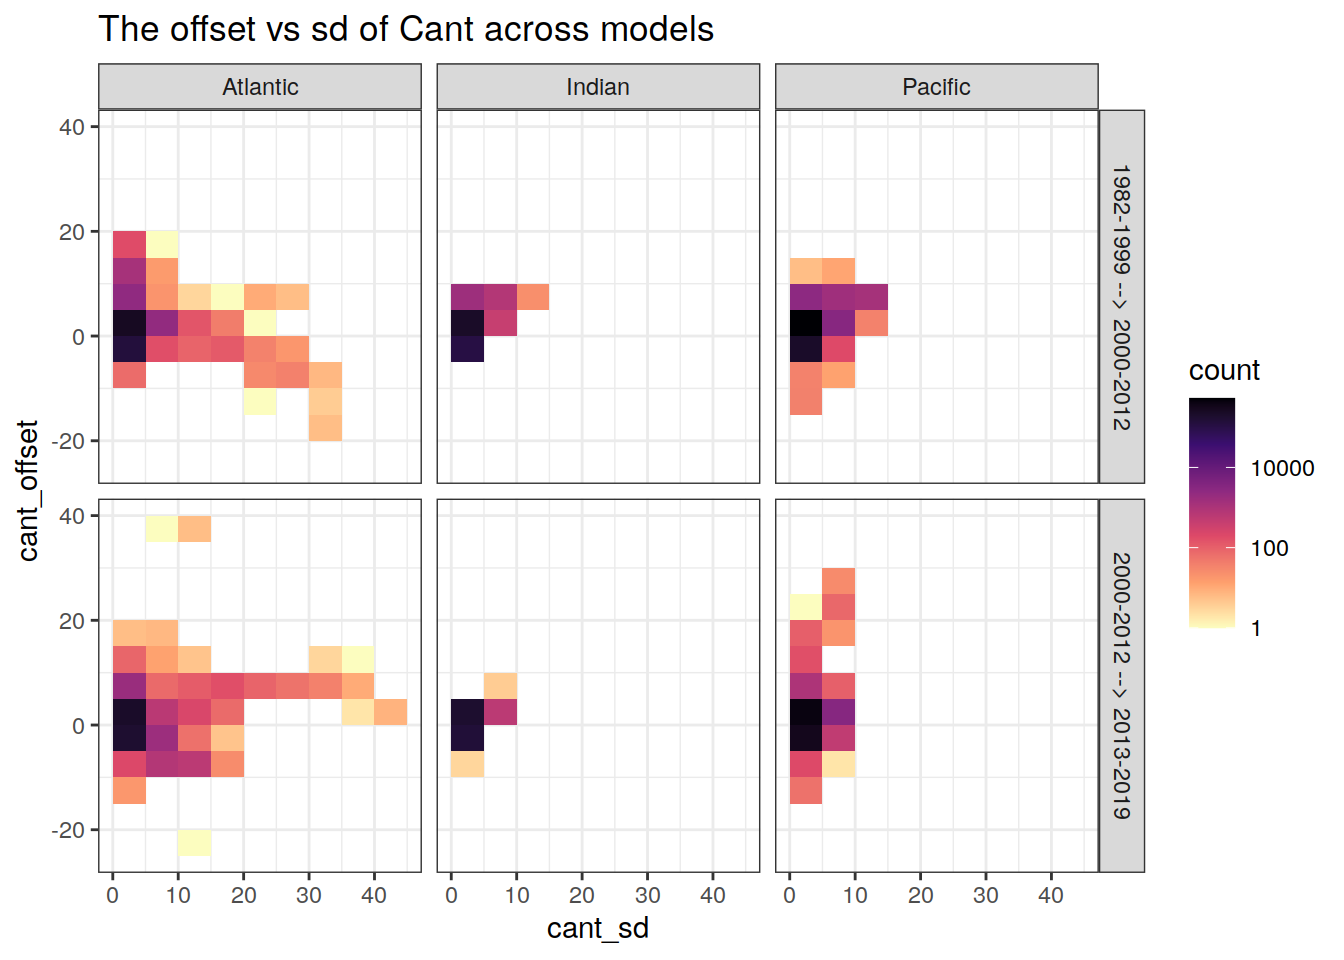 The offset vs sd of Cant across models
Atlantic
Indian
Pacific
40
20
0
-20
1982-1999 --> 2000-2012
40
20
0
-20
2000-2012 --> 2013-2019
0 10 20 30 40
0 10 20 30 40
0 10 20 30 40
cant_sd
cant_offset
count
10000
100
1